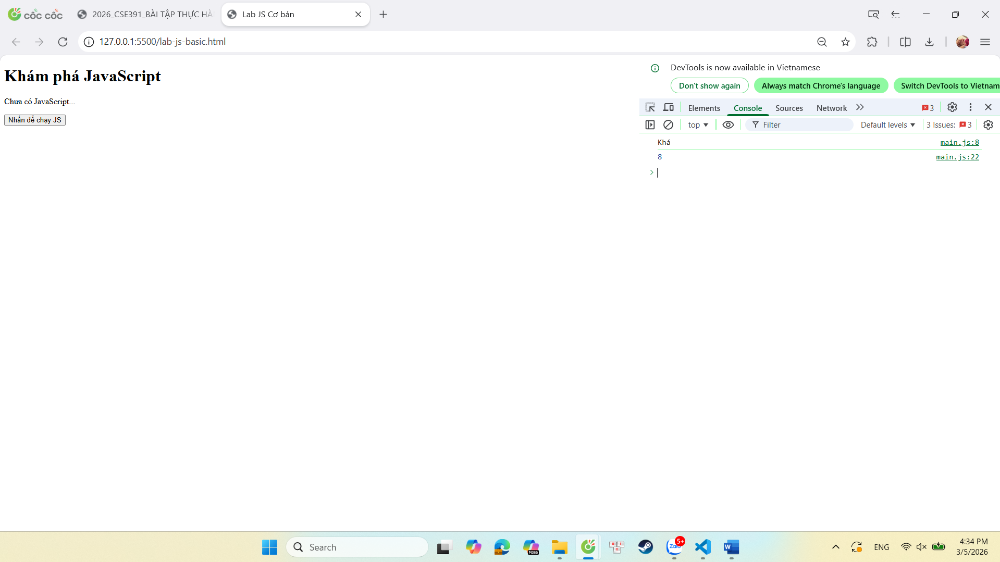 cốc cốc
2026_CSE391_BÀI TẬP THỰC HÀ
Lab JS Cơ bản
127.0.0.1:5500/lab-js-basic.html
Khám phá JavaScript
Chưa có JavaScript...
Nhấn để chạy JS
DevTools is now available in Vietnamese
Don't show again
Always match Chrome's language
Switch DevTools to Vietnam
Elements
Console
Sources
Network
3
top
Filter
Default levels
3 Issues:
3
Khá
main.js:8
8
main.js:22
Search
M365
Zalo
5+
W
ENG
4:34 PM
3/5/2026